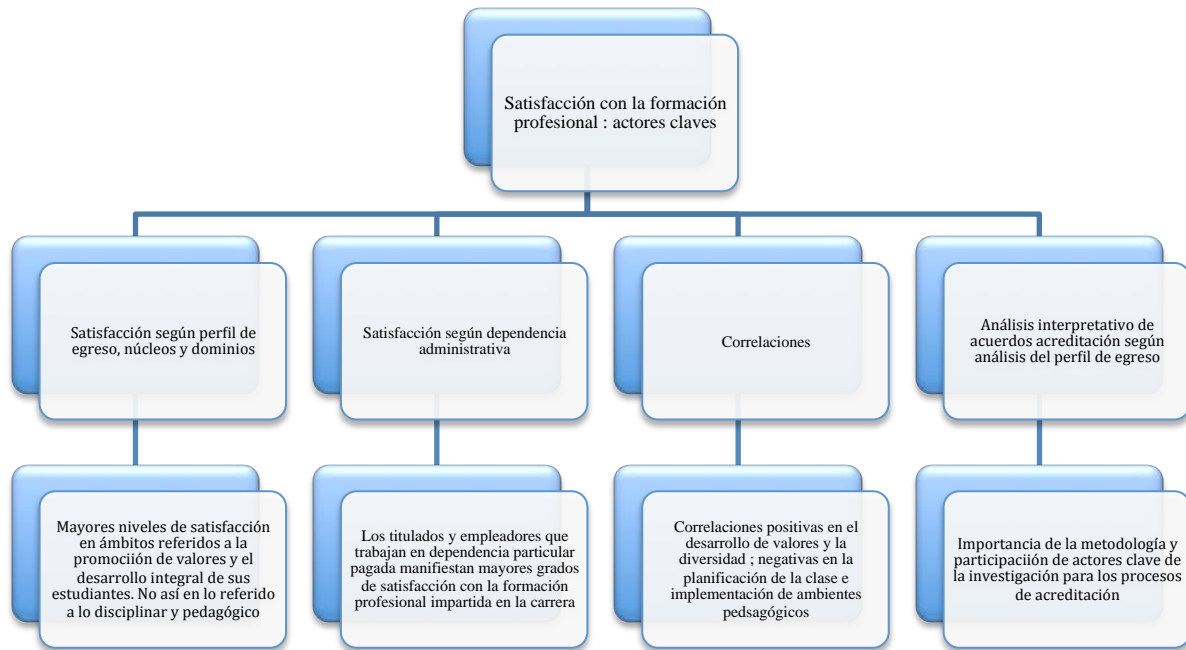 Satisfacción con la formación
profesional : actores claves
Satisfacción según perfil de
egreso, núcleos y dominios
Satisfacción según dependencia
administrativa
Correlaciones
Análisis interpretativo de
acuerdos acreditación según
análisis del perfil de egreso
Mayores niveles de satisfacción
en ámbitos referidos a la
promociión de valores y el
desarrollo integral de sus
estudiantes. No así en lo referido
a lo disciplinar y pedagógico
Los titulados y empleadores que
trabajan en dependencia particular
pagada manifiestan mayores grados
de satisfacción con la formación
profesional impartida en la carrera
Correlaciones positivas en el
desarrollo de valores y la
diversidad ; negativas en la
planificación de la clase e
implementación de ambientes
pedsagógicos
Importancia de la metodología y
participaciión de actores clave de
la investigación para los procesos
de acreditación